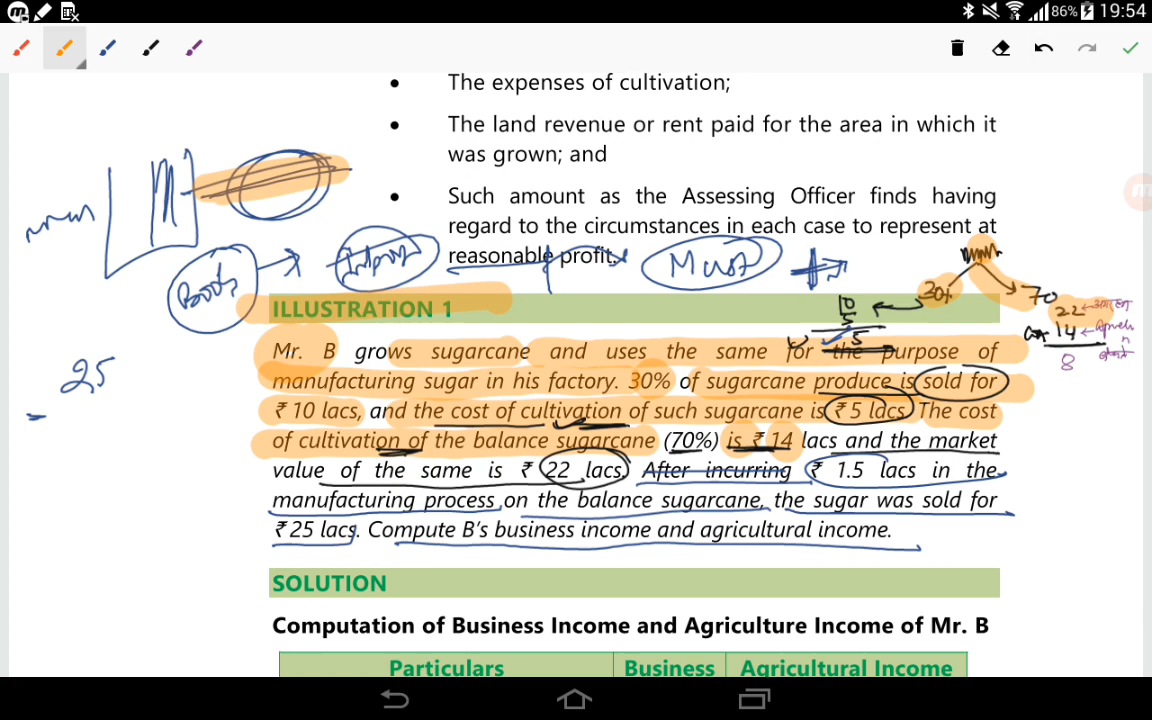 86% 19:54
• The expenses of cultivation;
• The land revenue or rent paid for the area in which it
was grown; and
• Such amount as the Assessing Officer finds having
regard to the circumstances in each case to represent at
reasonable profit.
30%
70
10
5
5
22
14
8
ILLUSTRATION 1
Mr. B grows sugarcane and uses the same for the purpose of
manufacturing sugar in his factory. 30% of sugarcane produce is sold for
₹ 10 lacs, and the cost of cultivation of such sugarcane is ₹ 5 lacs. The cost
of cultivation of the balance sugarcane (70%) is ₹ 14 lacs and the market
value of the same is ₹ 22 lacs. After incurring ₹ 1.5 lacs in the
manufacturing process on the balance sugarcane, the sugar was sold for
₹ 25 lacs. Compute B's business income and agricultural income.
25
SOLUTION
Computation of Business Income and Agriculture Income of Mr. B
Particulars Business Agricultural Income